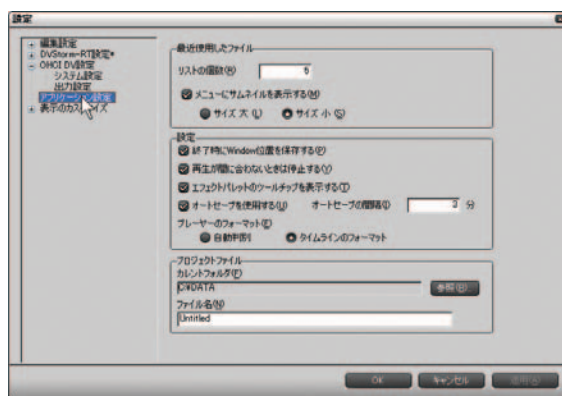 設定
編集設定
DVStorm-RT設定*
OHCI DV設定
システム設定
出力設定
アプリケーション設定
表示のカスタマイズ
最近使用したファイル
リストの個数(R) 6
メニューにサムネイルを表示する(M)
サイズ 大 (L) サイズ 小 (S)
設定
終了時にWindow位置を保存する(P)
再生が間に合わないときは停止する(Y)
エフェクトパレットのツールチップを表示する(T)
オートセーブを使用する(U) オートセーブの間隔(I) 3 分
プレーヤーのフォーマット(E)
自動判別 タイムラインのフォーマット
プロジェクトファイル
カレントフォルダ(F)
C:¥DATA 参照(B)...
ファイル名(N)
Untitled
OK キャンセル 適用(A)